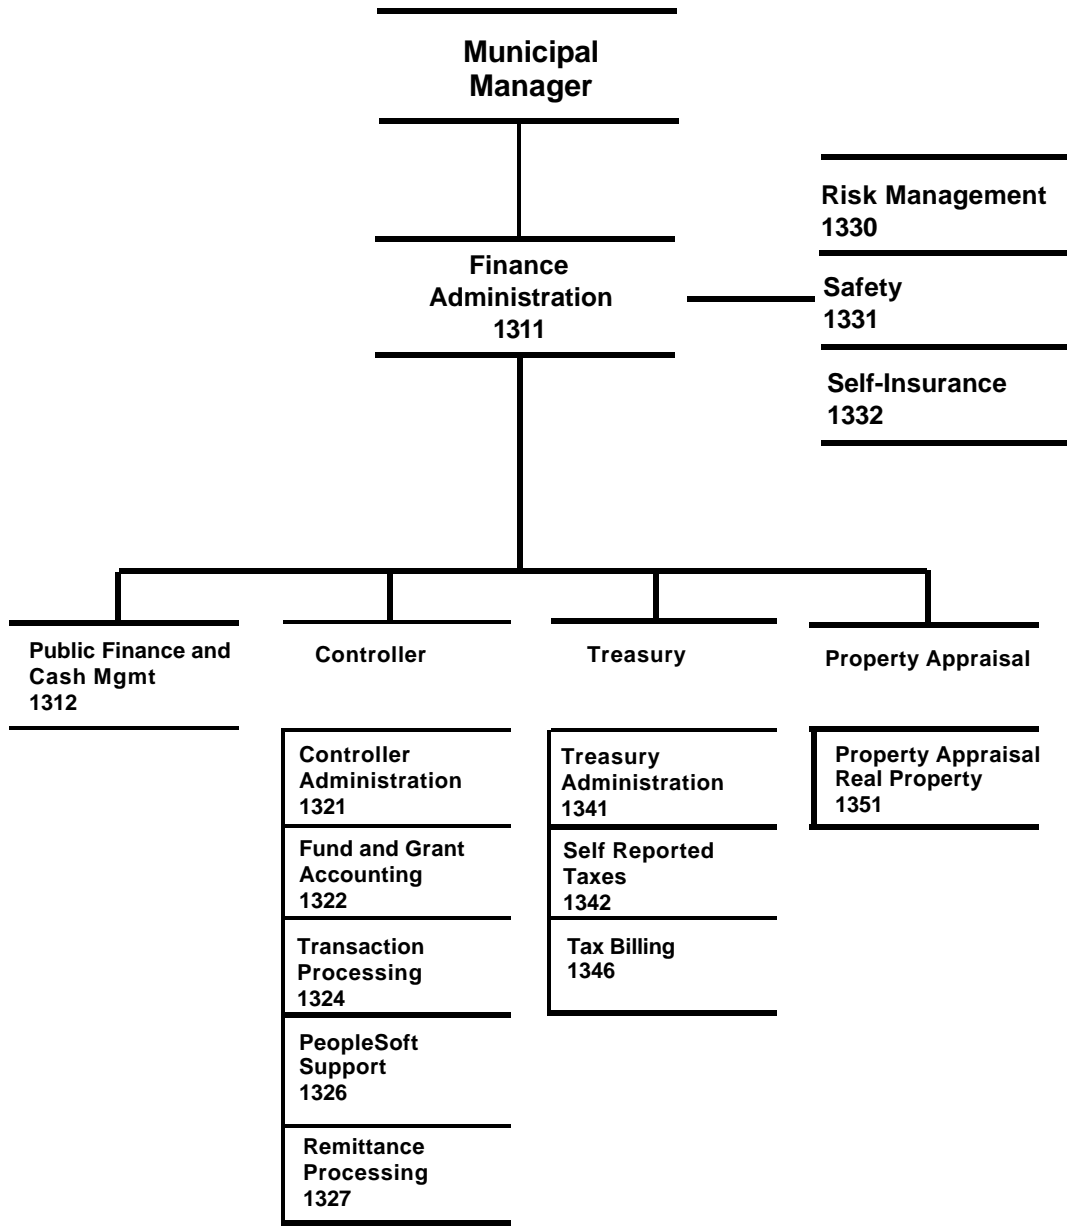 Municipal
Manager
Risk Management
1330
Finance
Administration
1311
Safety
1331
Self-Insurance
1332
Public Finance and
Cash Mgmt
1312
Controller
Treasury
Property Appraisal
Controller
Administration
1321
Fund and Grant
Accounting
1322
Transaction
Processing
1324
PeopleSoft
Support
1326
Remittance
Processing
1327
Treasury
Administration
1341
Self Reported
Taxes
1342
Tax Billing
1346
Property Appraisal
Real Property
1351